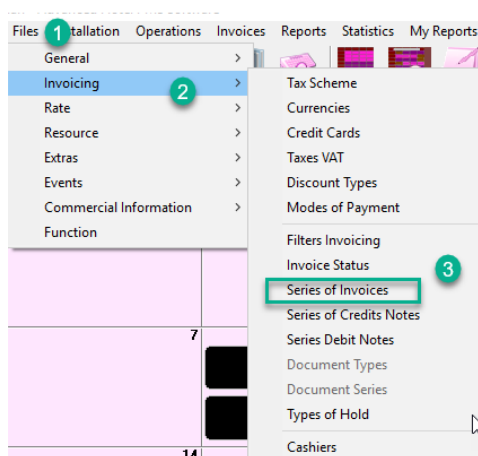 Files 1 tallation Operations Invoices Reports Statistics My Reports
General
Invoicing 2
Rate
Resource
Extras
Events
Commercial Information
Function
Tax Scheme
Currencies
Credit Cards
Taxes VAT
Discount Types
Modes of Payment
Filters Invoicing
Invoice Status
3
Series of Invoices
Series of Credits Notes
Series Debit Notes
Document Types
Document Series
Types of Hold
Cashiers
7
14